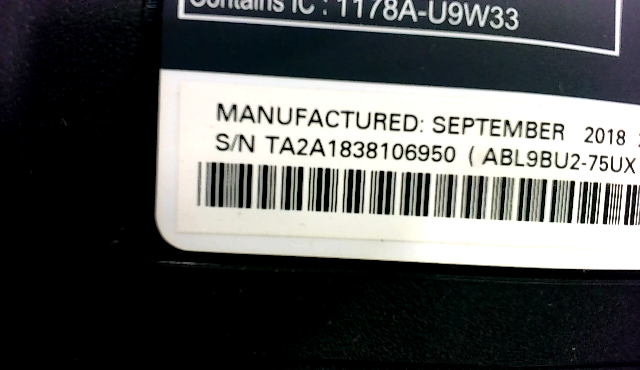 Contains IC : 1178A-U9W33
MANUFACTURED: SEPTEMBER 2018
S/N TA2A1838106950 ( ABL9BU2-75UX